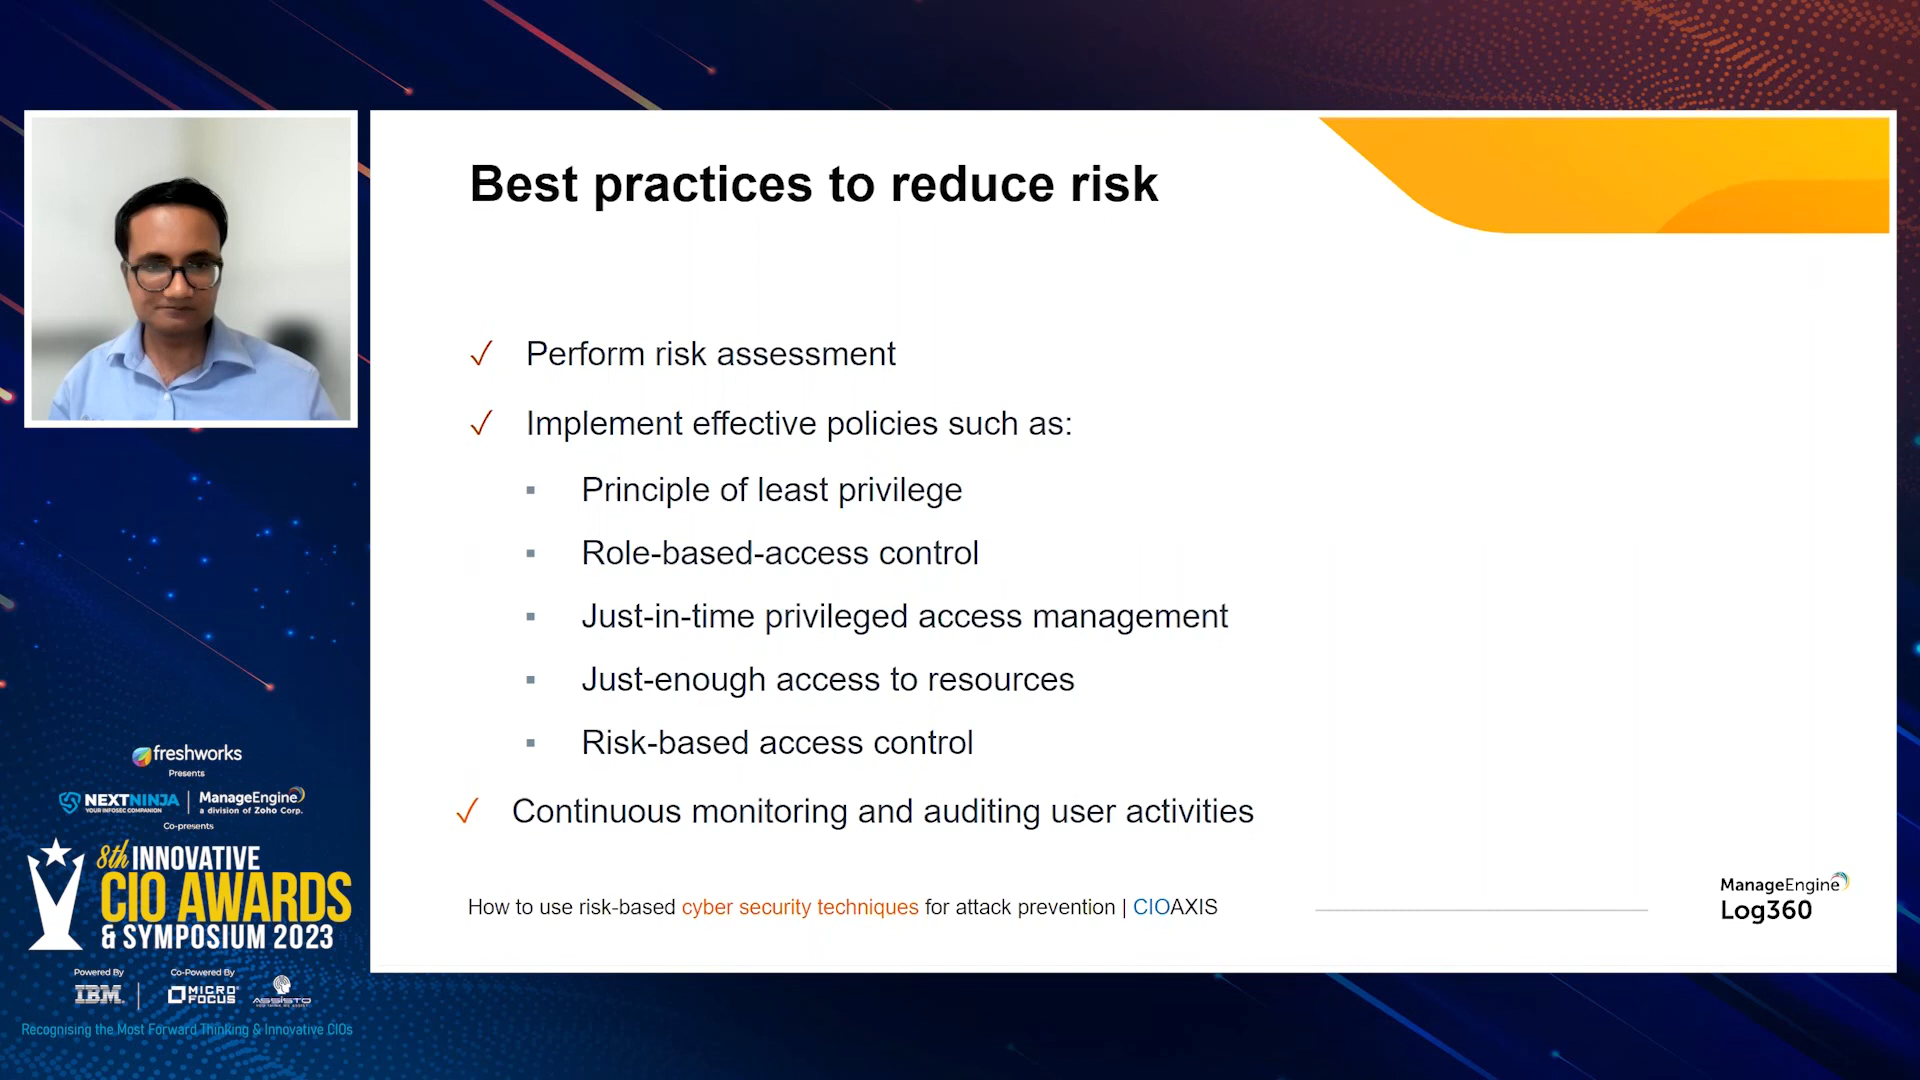 Best practices to reduce risk
✓ Perform risk assessment
✓ Implement effective policies such as:
▪ Principle of least privilege
▪ Role-based-access control
▪ Just-in-time privileged access management
▪ Just-enough access to resources
▪ Risk-based access control
✓ Continuous monitoring and auditing user activities
How to use risk-based cyber security techniques for attack prevention | CIOAXIS
ManageEngine
Log360
freshworks
Presents
NEXTNINJA
YOUR INFOSEC COMPANION
ManageEngine
a division of Zoho Corp.
Co-presents
8th INNOVATIVE
CIO AWARDS
& SYMPOSIUM 2023
Powered By
IBM
Co-Powered By
MICRO
FOCUS
ASSISTO
Recognising the Most Forward Thinking & Innovative CIOs